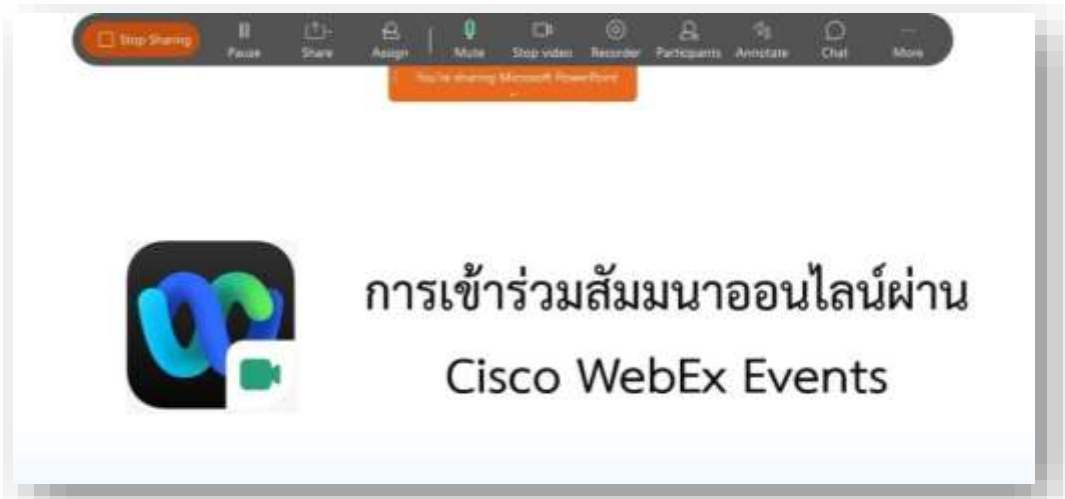 Stop Sharing
Pause
Share
Assign
Mute
Stop video
Recorder
Participants
Annotate
Chat
More
You're sharing Microsoft PowerPoint
การเข้าร่วมสัมมนาออนไลน์ผ่าน
Cisco WebEx Events